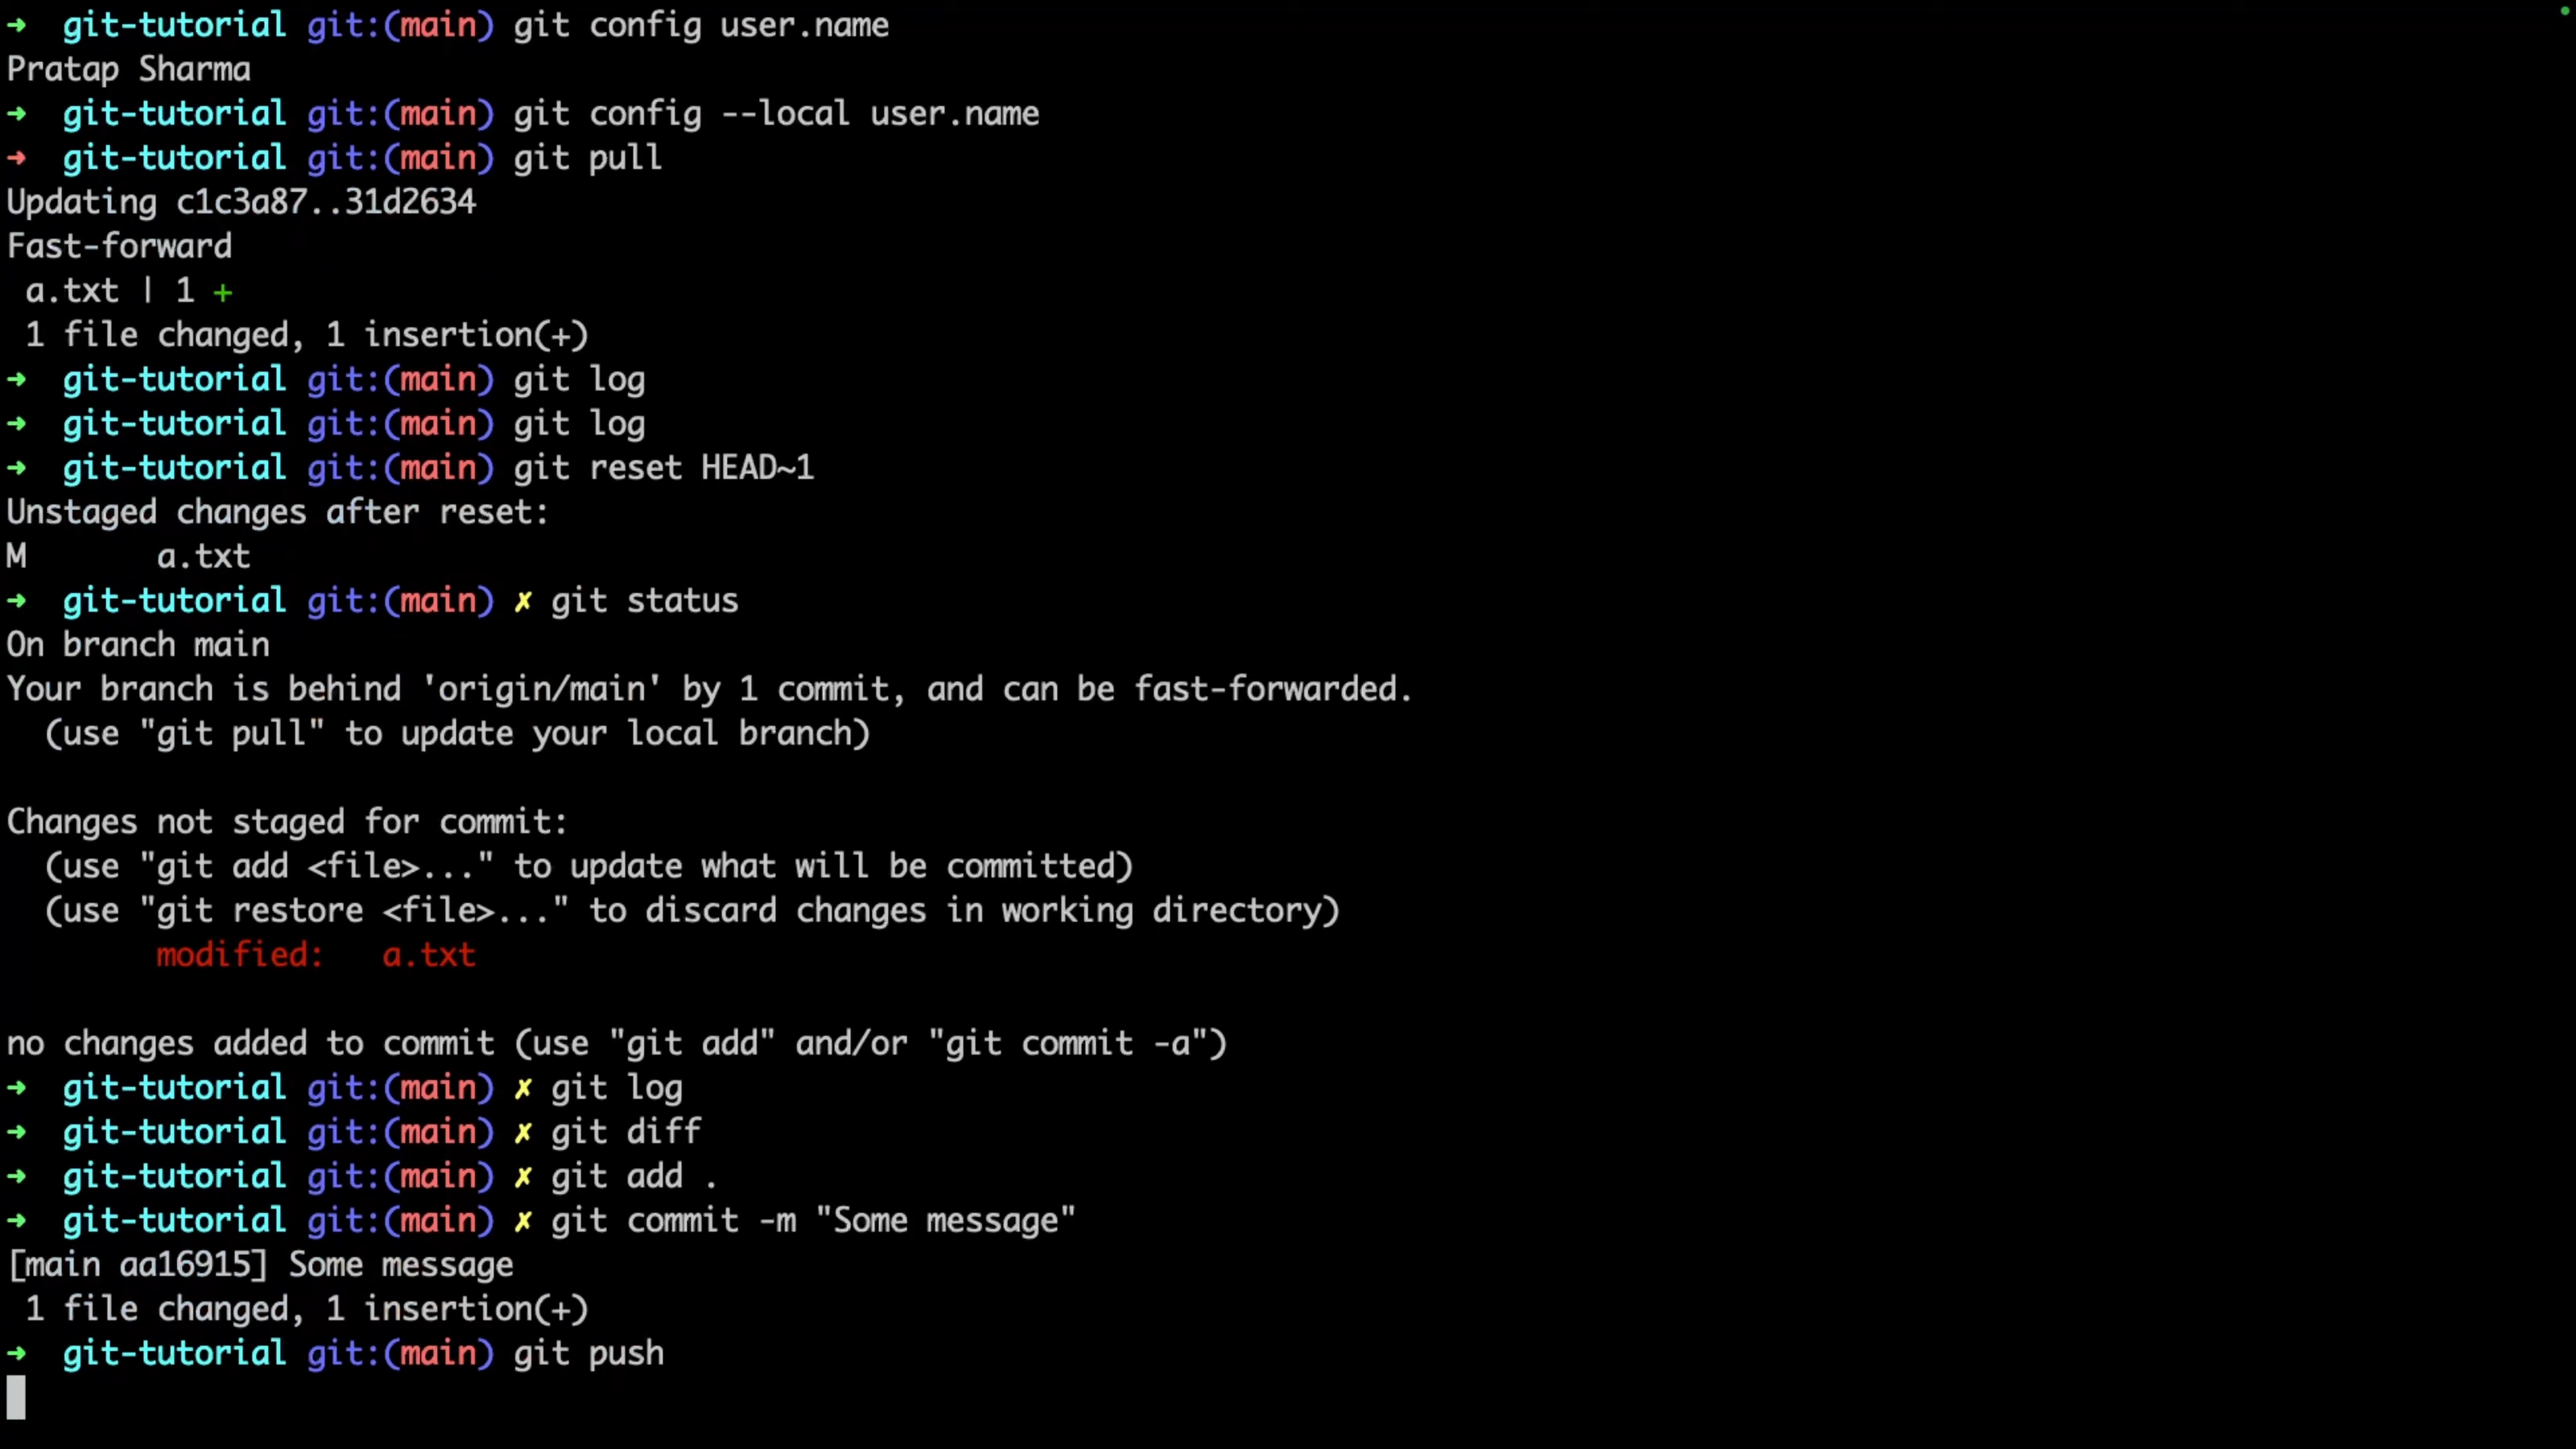 ➜  git-tutorial git:(main) git config user.name
Pratap Sharma
➜  git-tutorial git:(main) git config --local user.name
➜  git-tutorial git:(main) git pull
Updating c1c3a87..31d2634
Fast-forward
 a.txt | 1 +
 1 file changed, 1 insertion(+)
➜  git-tutorial git:(main) git log
➜  git-tutorial git:(main) git log
➜  git-tutorial git:(main) git reset HEAD~1
Unstaged changes after reset:
M       a.txt
➜  git-tutorial git:(main) ✗ git status
On branch main
Your branch is behind 'origin/main' by 1 commit, and can be fast-forwarded.
  (use "git pull" to update your local branch)

Changes not staged for commit:
  (use "git add <file>..." to update what will be committed)
  (use "git restore <file>..." to discard changes in working directory)
        modified:   a.txt

no changes added to commit (use "git add" and/or "git commit -a")
➜  git-tutorial git:(main) ✗ git log
➜  git-tutorial git:(main) ✗ git diff
➜  git-tutorial git:(main) ✗ git add .
➜  git-tutorial git:(main) ✗ git commit -m "Some message"
[main aa16915] Some message
 1 file changed, 1 insertion(+)
➜  git-tutorial git:(main) git push